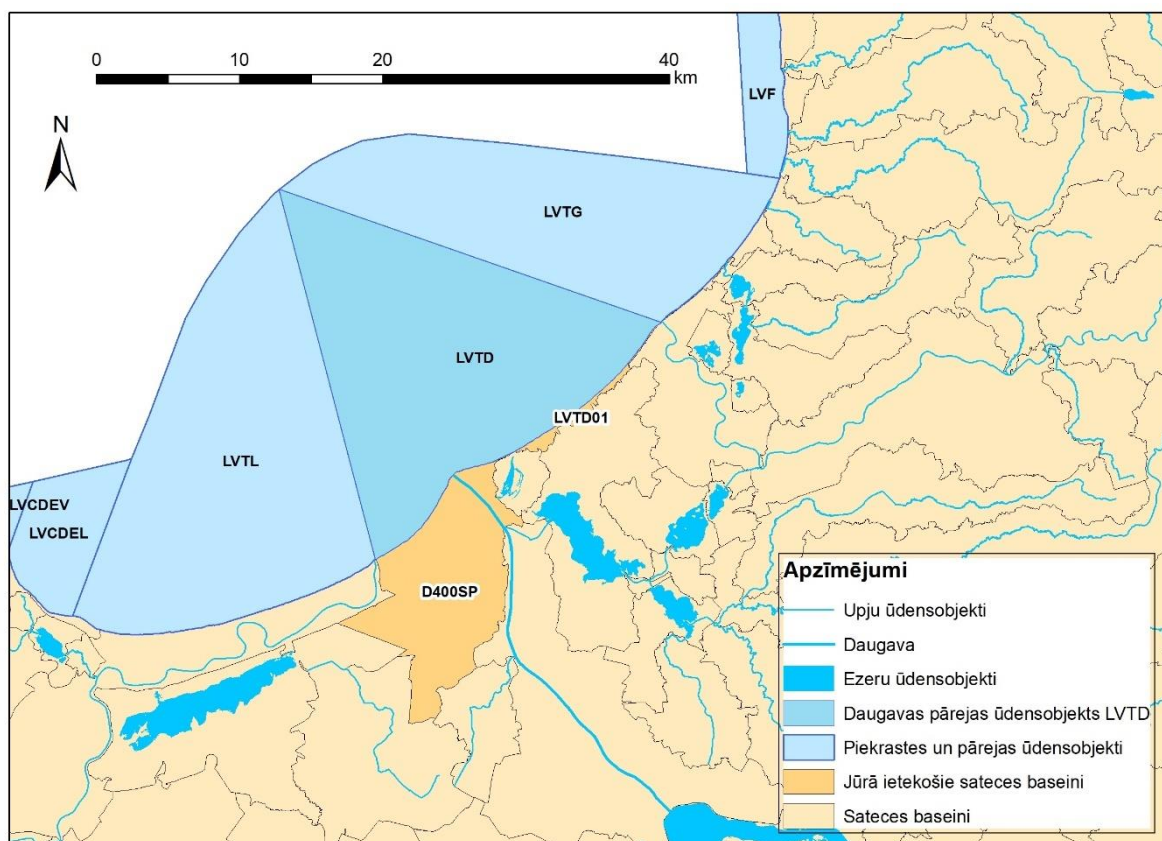 0 10 20 40
km
N
LVF
LVTG
LVTD
LVTD01
LVTL
LVCDEV
LVCDEL
D400SP
Apzīmējumi
Upju ūdensobjekti
Daugava
Ezeru ūdensobjekti
Daugavas pārejas ūdensobjekts LVTD
Piekrastes un pārejas ūdensobjekti
Jūrā ietekošie sateces baseini
Sateces baseini